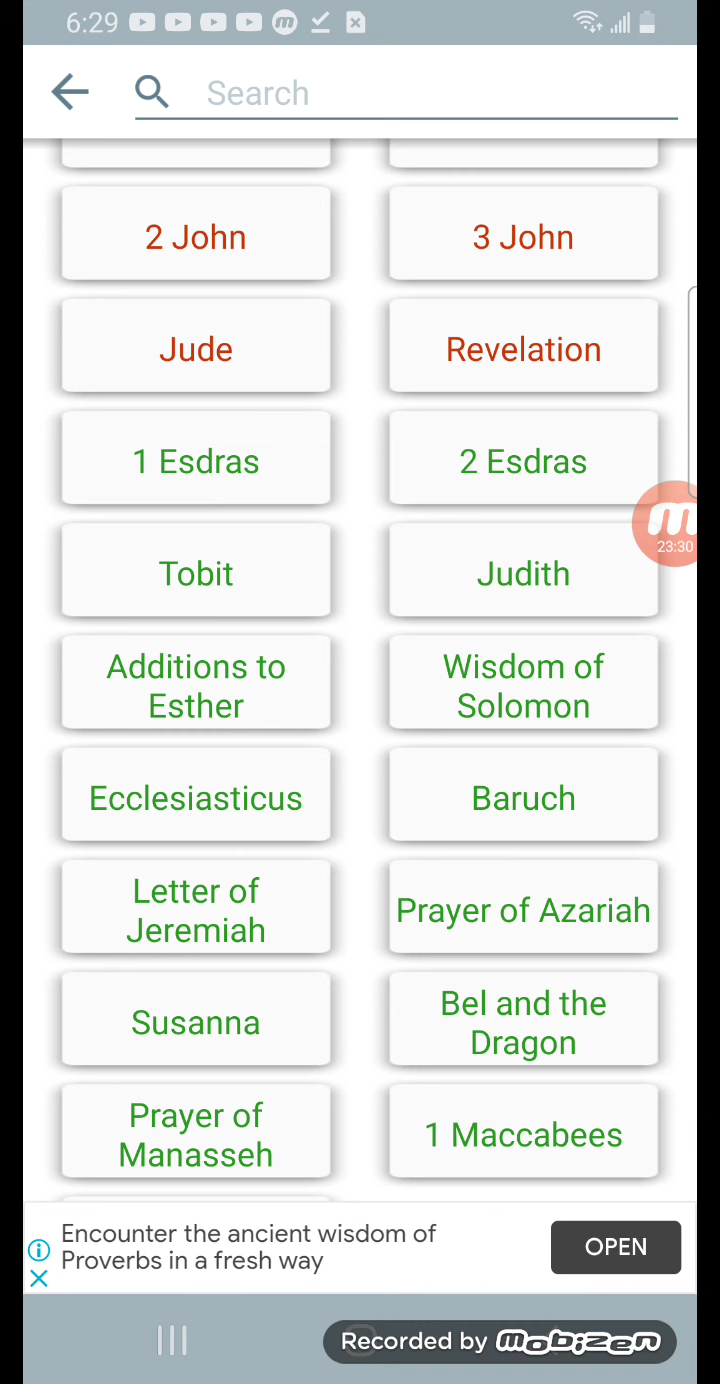 6:29
Search
2 John
3 John
Jude
Revelation
1 Esdras
2 Esdras
23:30
Tobit
Judith
Additions to
Esther
Wisdom of
Solomon
Ecclesiasticus
Baruch
Letter of
Jeremiah
Prayer of Azariah
Susanna
Bel and the
Dragon
Prayer of
Manasseh
1 Maccabees
Encounter the ancient wisdom of
Proverbs in a fresh way
OPEN
Recorded by Mobizen